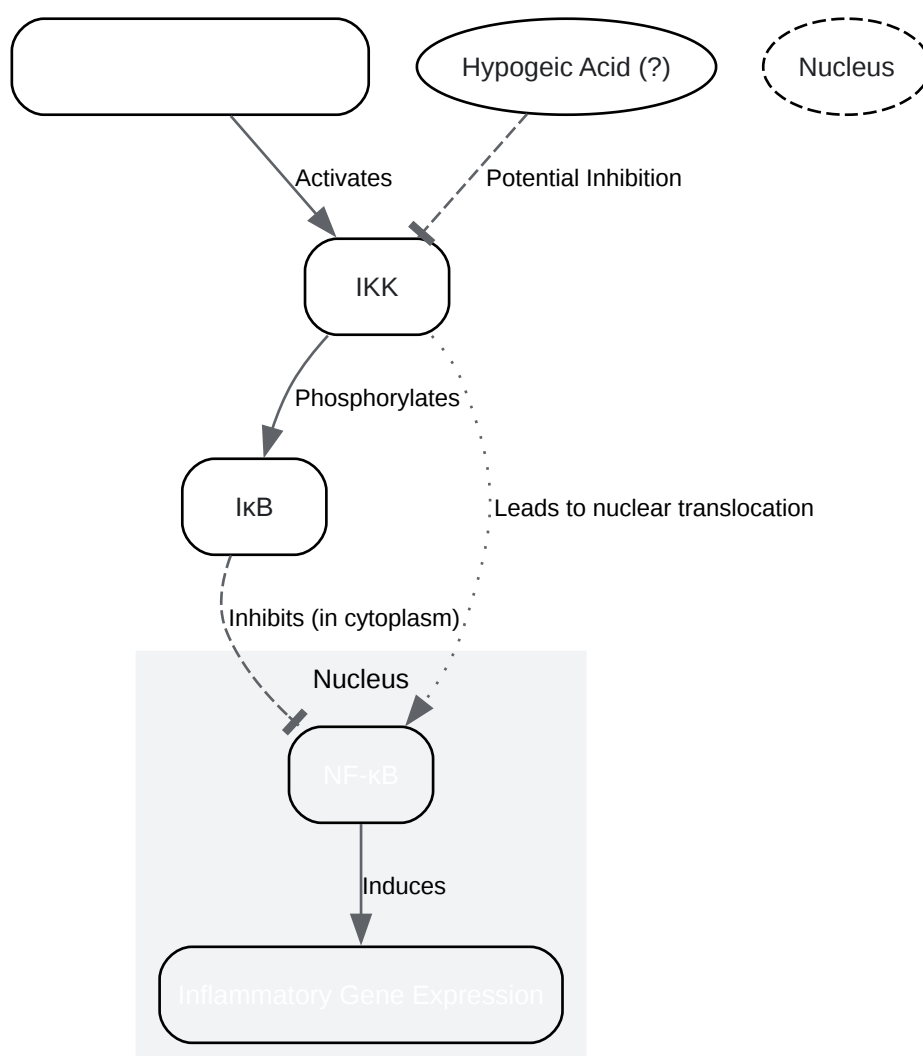 Hypogeic Acid (?)
Nucleus
Activates
Potential Inhibition
IKK
Phosphorylates
IκB
Leads to nuclear translocation
Inhibits (in cytoplasm)
Nucleus
NF-κB
Induces
Inflammatory Gene Expression